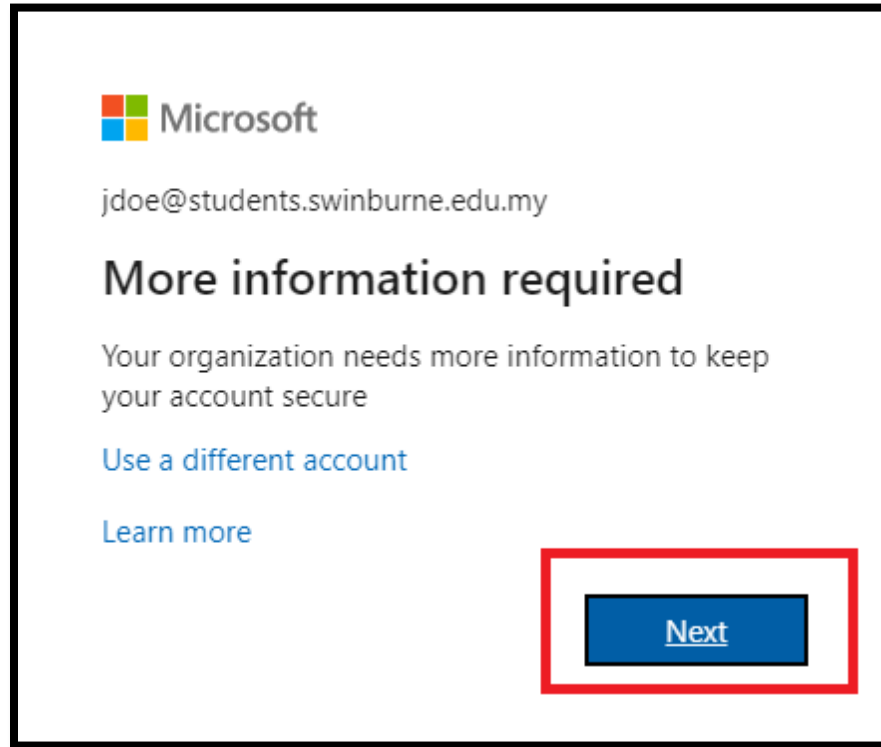 Microsoft
jdoe@students.swinburne.edu.my
More information required
Your organization needs more information to keep
your account secure
Use a different account
Learn more
Next